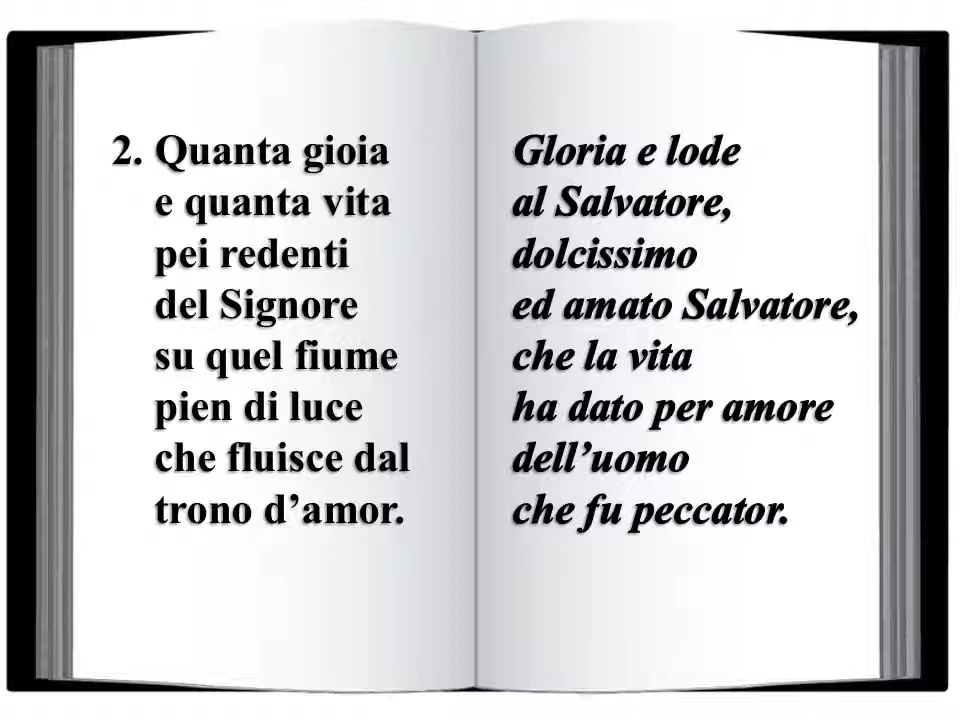 2. Quanta gioia
e quanta vita
pei redenti
del Signore
su quel fiume
pien di luce
che fluisce dal
trono d’amor.
Gloria e lode
al Salvatore,
dolcissimo
ed amato Salvatore,
che la vita
ha dato per amore
dell’uomo
che fu peccator.